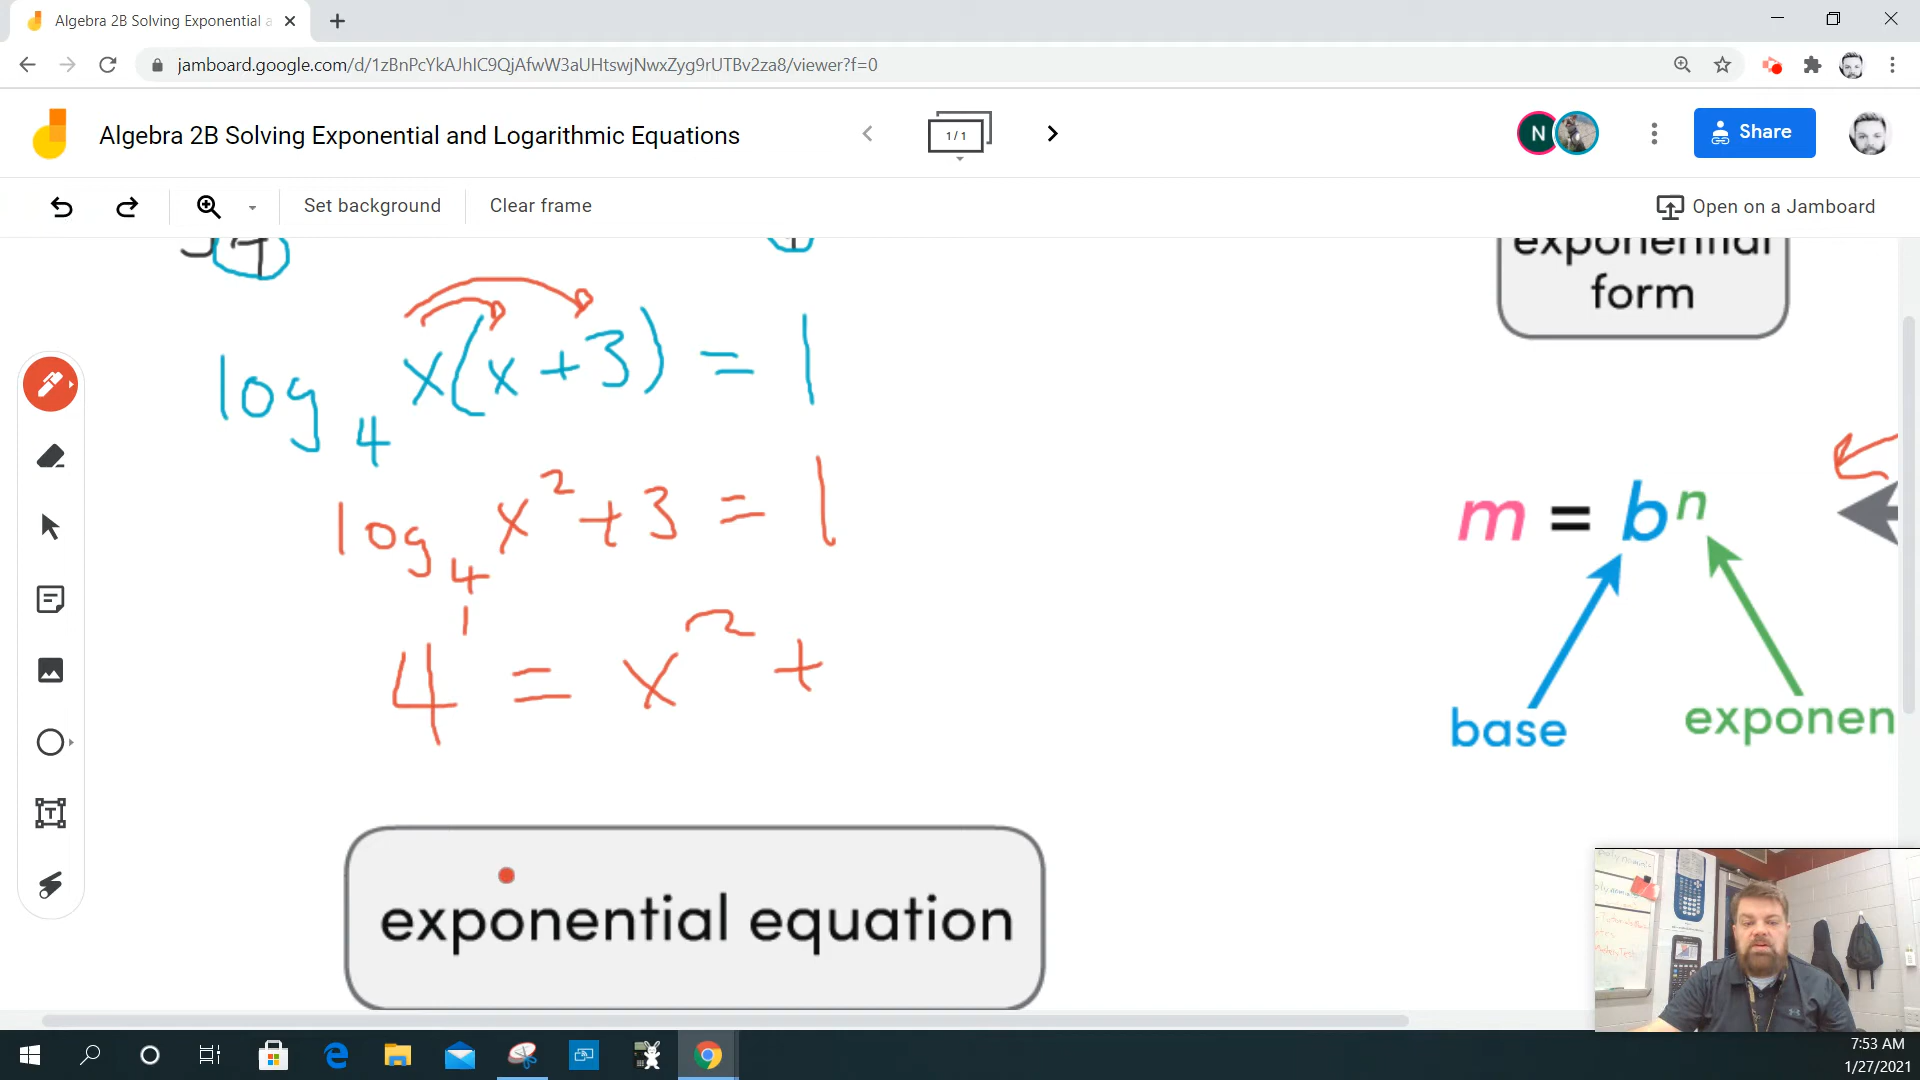 Algebra 2B Solving Exponential a
jamboard.google.com/d/1zBnPcYkAJhIC9QjAfwW3aUHtswjNwxZyg9rUTBv2za8/viewer?f=0
Algebra 2B Solving Exponential and Logarithmic Equations
1 / 1
N
Share
Set background
Clear frame
Open on a Jamboard
exponential
form
log₄ x(x+3) = 1
log₄ x²+3 = 1
4¹ = x² +
m = bⁿ
base
exponen
exponential equation
7:53 AM
1/27/2021